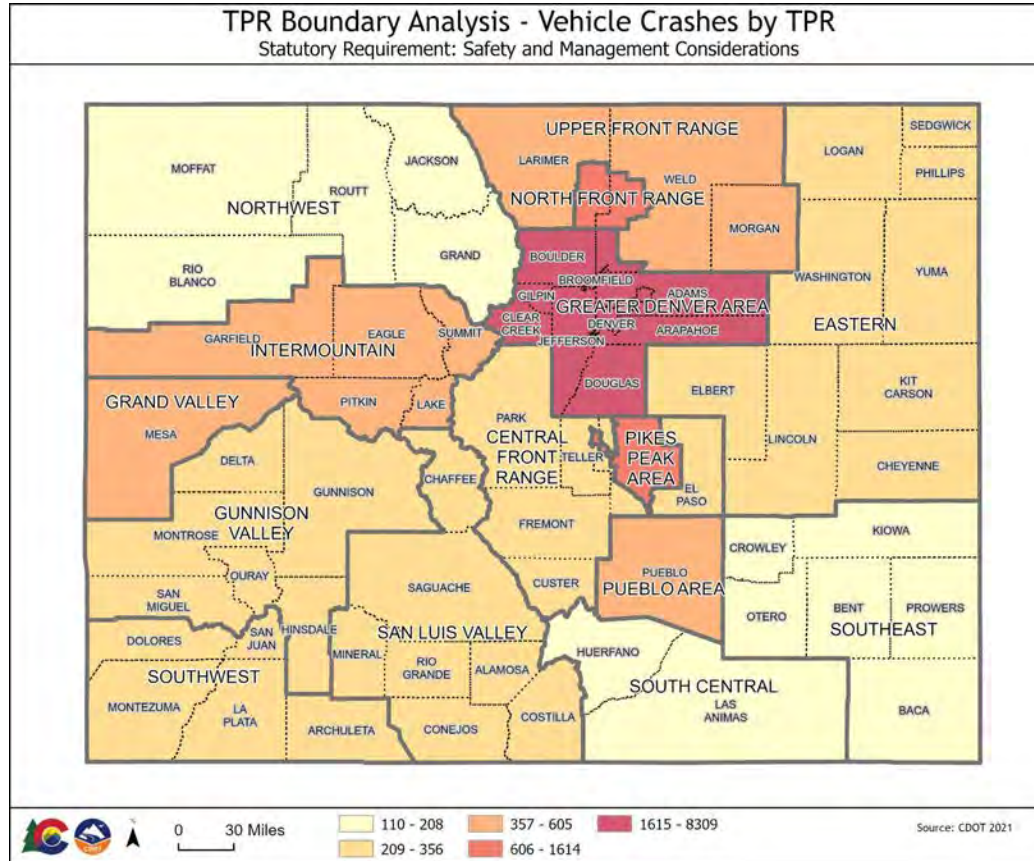 TPR Boundary Analysis - Vehicle Crashes by TPR
Statutory Requirement: Safety and Management Considerations
UPPER FRONT RANGE
SEDGWICK
LOGAN
JACKSON
LARIMER
MOFFAT
PHILLIPS
WELD
ROUTT
NORTH FRONT RANGE
NORTHWEST
MORGAN
BOULDER
GRAND
RIO
BLANCO
WASHINGTON
YUMA
BROOMFIELD
GILPIN
ADAMS
GREATER DENVER AREA
CLEAR
CREEK
DENVER
ARAPAHOE
EASTERN
EAGLE
SUMMIT
GARFIELD
JEFFERSON
INTERMOUNTAIN
DOUGLAS
ELBERT
KIT
CARSON
GRAND VALLEY
PITKIN
LAKE
PARK
MESA
CENTRAL
FRONT
RANGE
PIKES
PEAK
AREA
LINCOLN
TELLER
DELTA
CHEYENNE
CHAFFEE
GUNNISON
EL
PASO
GUNNISON
VALLEY
FREMONT
KIOWA
MONTROSE
CROWLEY
OURAY
PUEBLO
PUEBLO AREA
SAGUACHE
CUSTER
SAN
MIGUEL
OTERO
BENT
PROWERS
SOUTHEAST
DOLORES
SAN
JUAN
HINSDALE
SAN LUIS VALLEY
MINERAL
HUERFANO
RIO
GRANDE
ALAMOSA
SOUTHWEST
SOUTH CENTRAL
MONTEZUMA
LA
PLATA
LAS
ANIMAS
BACA
ARCHULETA
CONEJOS
COSTILLA
CDOT
0 30 Miles
110 - 208
357 - 605
1615 - 8309
209 - 356
606 - 1614
Source: CDOT 2021